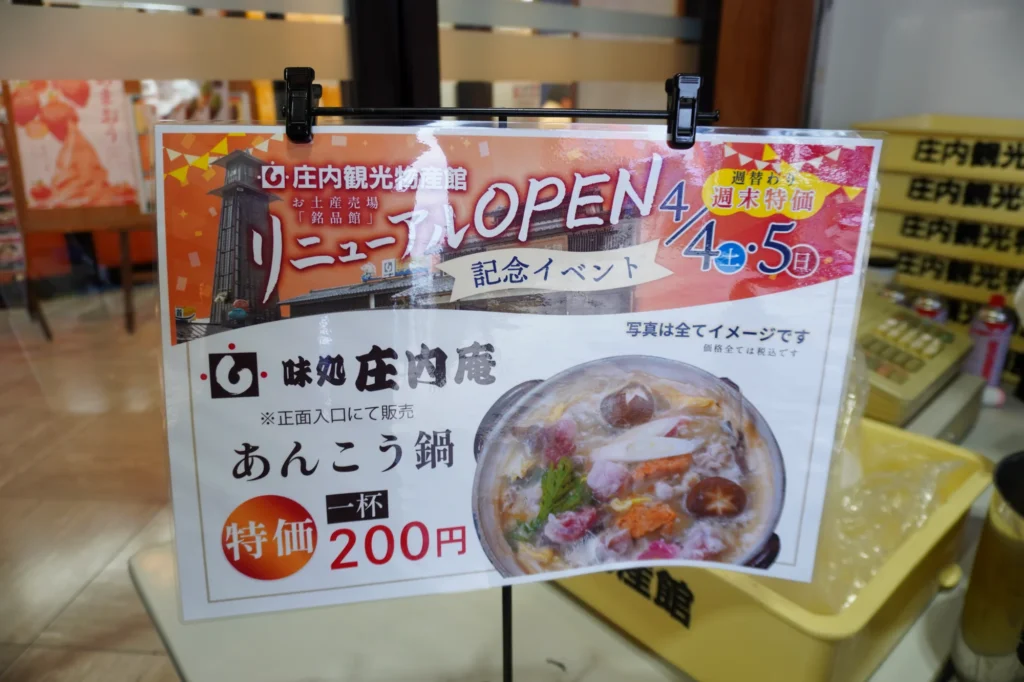 庄内観光物産館
お土産売場
「銘品館」
リニューアルOPEN
記念イベント
週替わり
週末特価
4/4土・5日
写真は全てイメージです
価格全ては税込です
味処 庄内庵
※正面入口にて販売
あんこう鍋
特価
一杯
200円
庄内観光
庄内観光物
庄内観光物
庄内観光物
産館